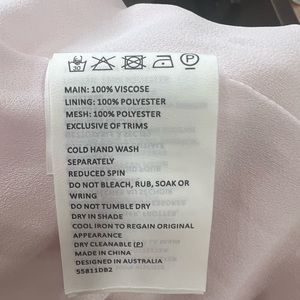 30
P
MAIN: 100% VISCOSE
LINING: 100% POLYESTER
MESH: 100% POLYESTER
EXCLUSIVE OF TRIMS
COLD HAND WASH
SEPARATELY
REDUCED SPIN
DO NOT BLEACH, RUB, SOAK OR
WRING
DO NOT TUMBLE DRY
DRY IN SHADE
COOL IRON TO REGAIN ORIGINAL
APPEARANCE
DRY CLEANABLE (P)
MADE IN CHINA
DESIGNED IN AUSTRALIA
55811DB2